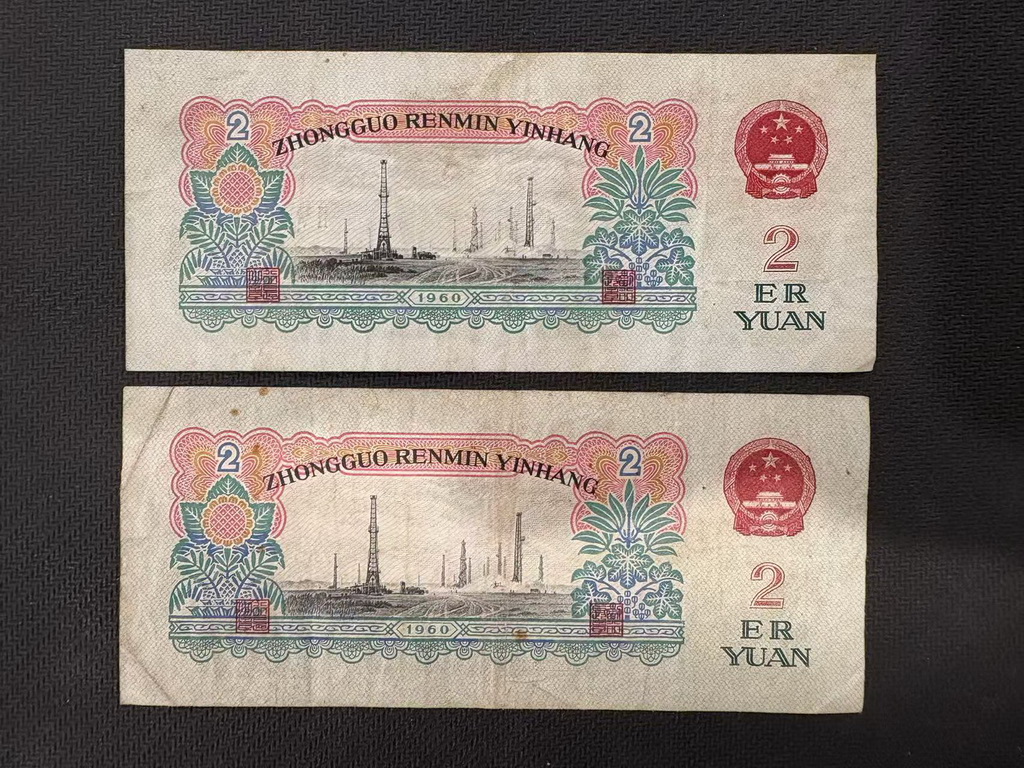 2 2
ZHONGGUO RENMIN YINHANG
1960
2
ER
YUAN
2 2
ZHONGGUO RENMIN YINHANG
1960
2
ER
YUAN